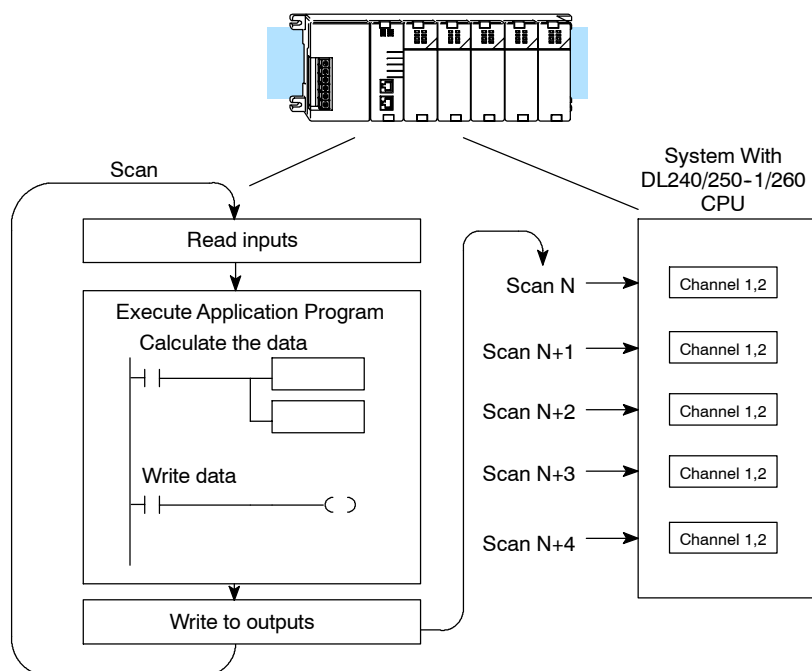 Scan
Read inputs
Execute Application Program
Calculate the data
Write data
Write to outputs
System With
DL240/250-1/260
CPU
Scan N
Channel 1,2
Scan N+1
Channel 1,2
Scan N+2
Channel 1,2
Scan N+3
Channel 1,2
Scan N+4
Channel 1,2